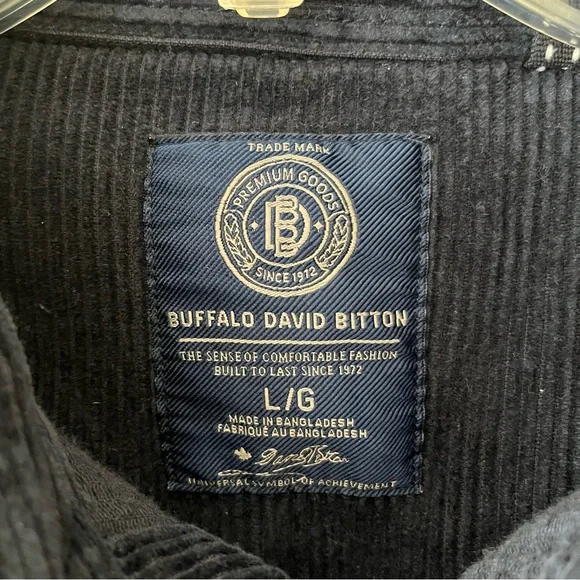 TRADE MARK
PREMIUM GOODS
BB
SINCE 1972
BUFFALO DAVID BITTON
THE SENSE OF COMFORTABLE FASHION
BUILT TO LAST SINCE 1972
L/G
MADE IN BANGLADESH
FABRIQUÉ AU BANGLADESH
UNIVERSAL SYMBOL OF ACHIEVEMENT